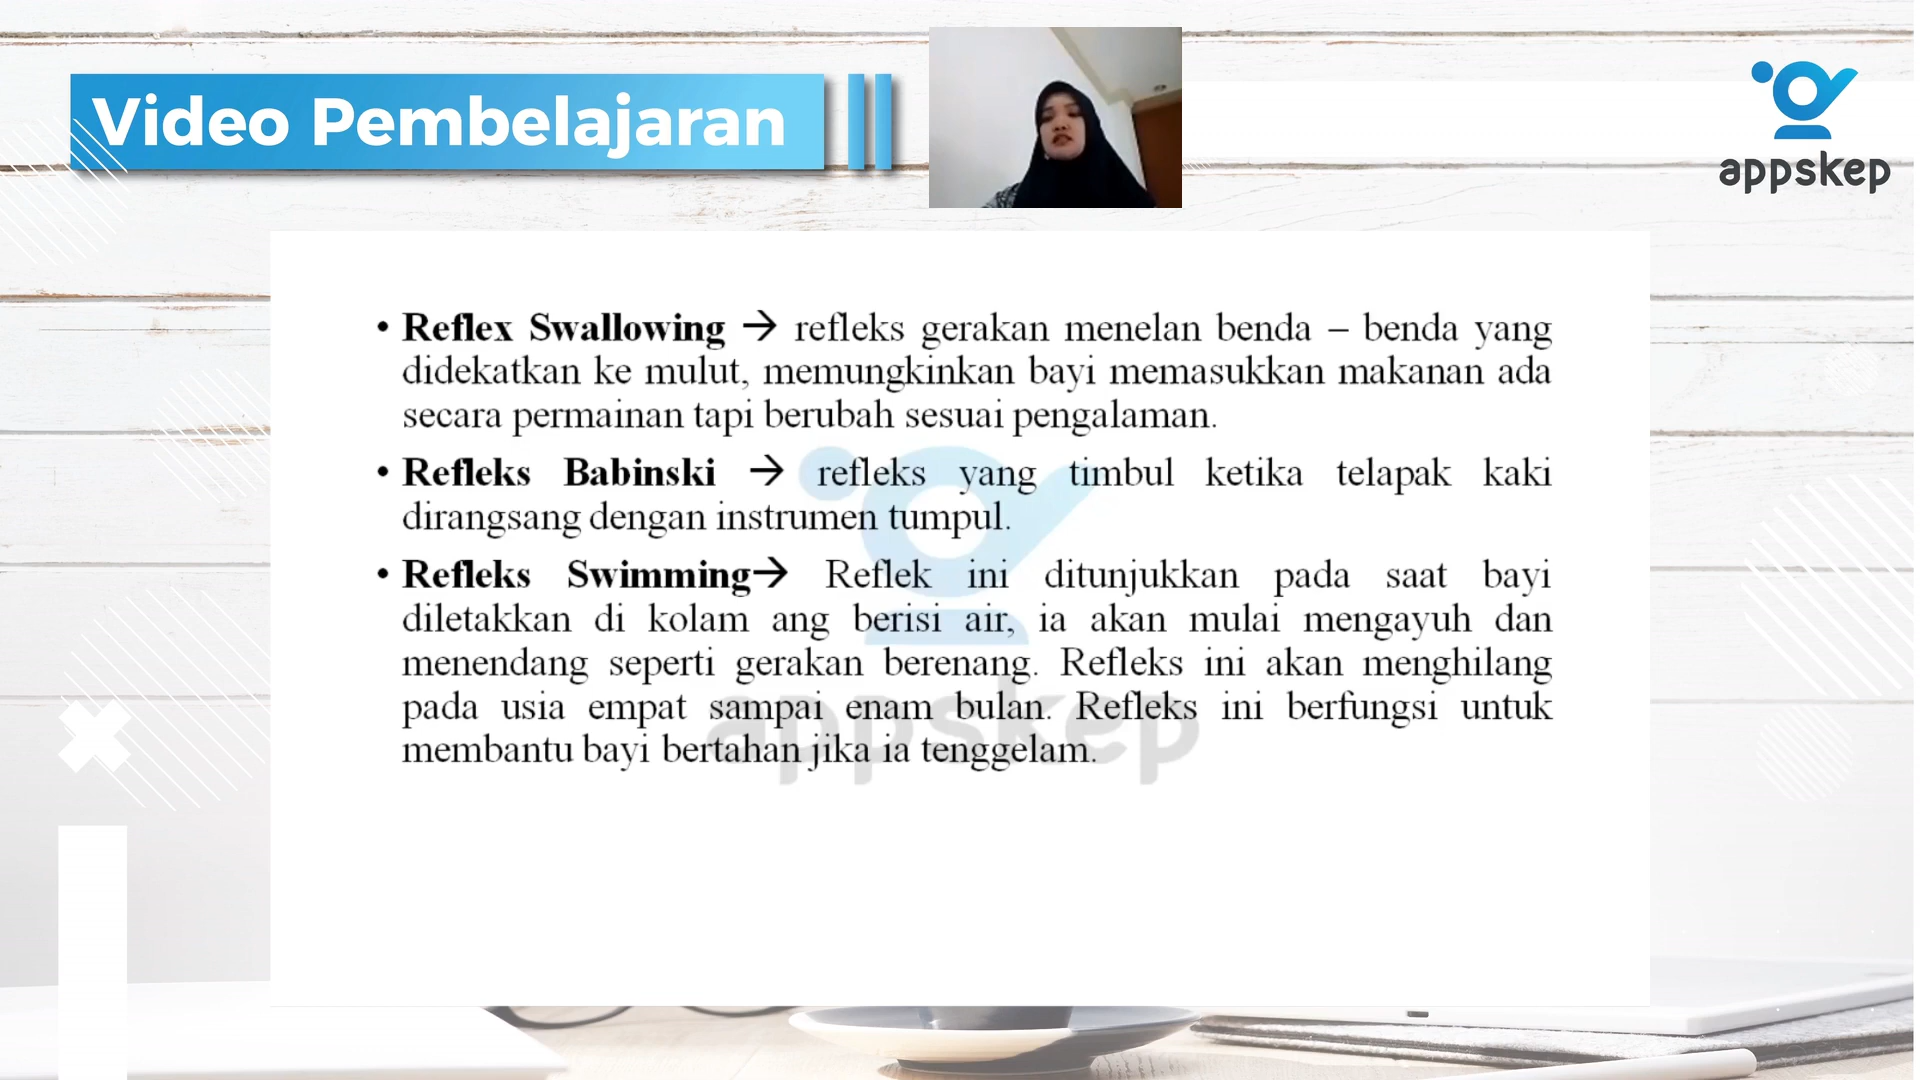 Video Pembelajaran
appskep
• Reflex Swallowing → refleks gerakan menelan benda – benda yang
didekatkan ke mulut, memungkinkan bayi memasukkan makanan ada
secara permainan tapi berubah sesuai pengalaman.
• Refleks Babinski → refleks yang timbul ketika telapak kaki
dirangsang dengan instrumen tumpul.
• Refleks Swimming→ Reflek ini ditunjukkan pada saat bayi
diletakkan di kolam ang berisi air, ia akan mulai mengayuh dan
menendang seperti gerakan berenang. Refleks ini akan menghilang
pada usia empat sampai enam bulan. Refleks ini berfungsi untuk
membantu bayi bertahan jika ia tenggelam.
appskep